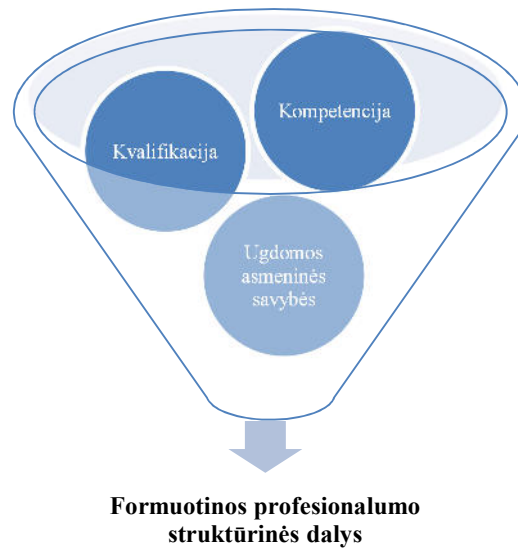 Kompetencija
Kvalifikacija
Ugdomos
asmeninės
savybės
Formuotinos profesionalumo
struktūrinės dalys